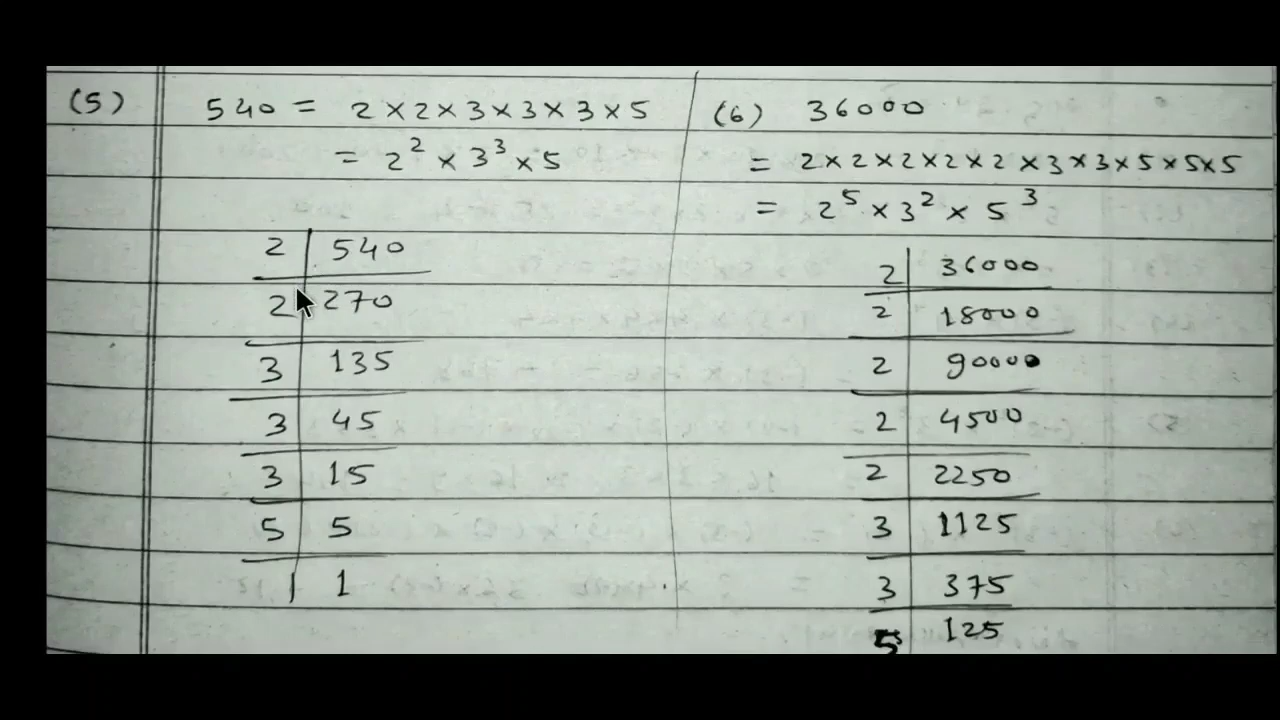 (5) 540 = 2 × 2 × 3 × 3 × 3 × 5
= 2² × 3³ × 5
2 | 540
2 | 270
3 | 135
3 | 45
3 | 15
5 | 5
| 1
(6) 36000
= 2 × 2 × 2 × 2 × 2 × 3 × 3 × 5 × 5 × 5
= 2⁵ × 3² × 5³
2 | 36000
2 | 18000
2 | 90000
2 | 4500
2 | 2250
3 | 1125
3 | 375
5 | 125